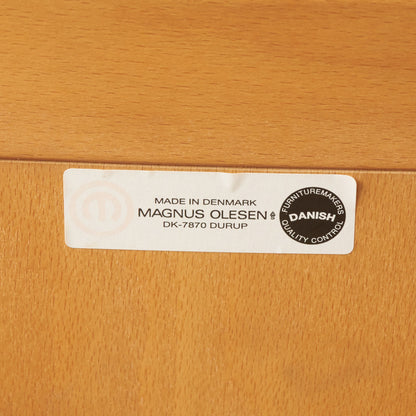 MADE IN DENMARK
MAGNUS OLESEN
DK-7870 DURUP
FURNITUREMAKERS
DANISH
QUALITY CONTROL